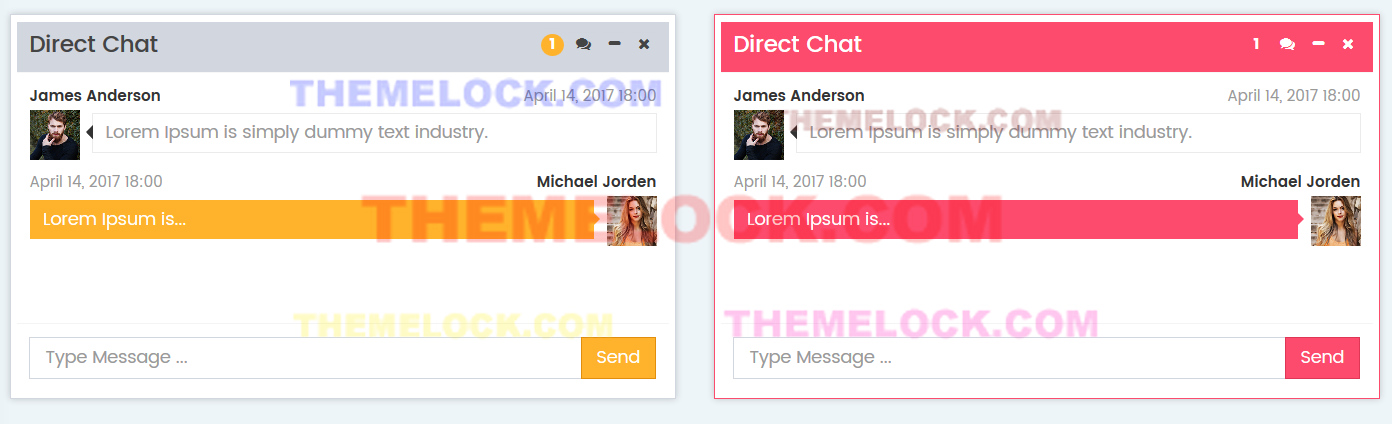 Direct Chat
1
James Anderson April 14, 2017 18:00
Lorem Ipsum is simply dummy text industry.
April 14, 2017 18:00 Michael Jorden
Lorem Ipsum is...
Type Message ...
Send
Direct Chat
1
James Anderson April 14, 2017 18:00
Lorem Ipsum is simply dummy text industry.
April 14, 2017 18:00 Michael Jorden
Lorem Ipsum is...
Type Message ...
Send
THEMELOCK.COM
THEMELOCK.COM
THEMELOCK.COM
THEMELOCK.COM
THEMELOCK.COM